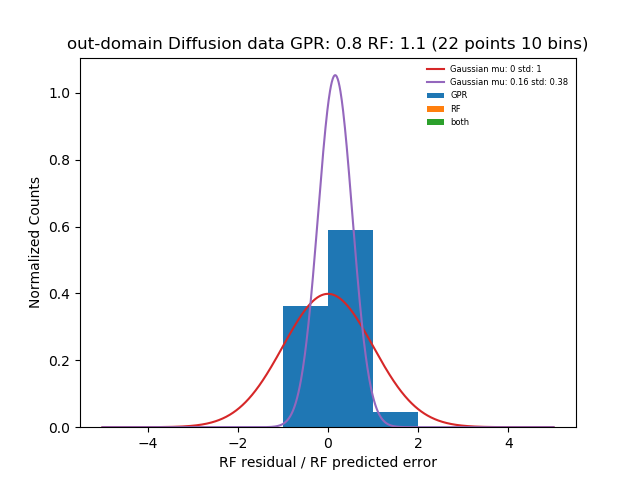 out-domain Diffusion data GPR: 0.8 RF: 1.1 (22 points 10 bins)
Gaussian mu: 0 std: 1
Gaussian mu: 0.16 std: 0.38
GPR
RF
both
Normalized Counts
1.0
0.8
0.6
0.4
0.2
0.0
−4 −2 0 2 4
RF residual / RF predicted error